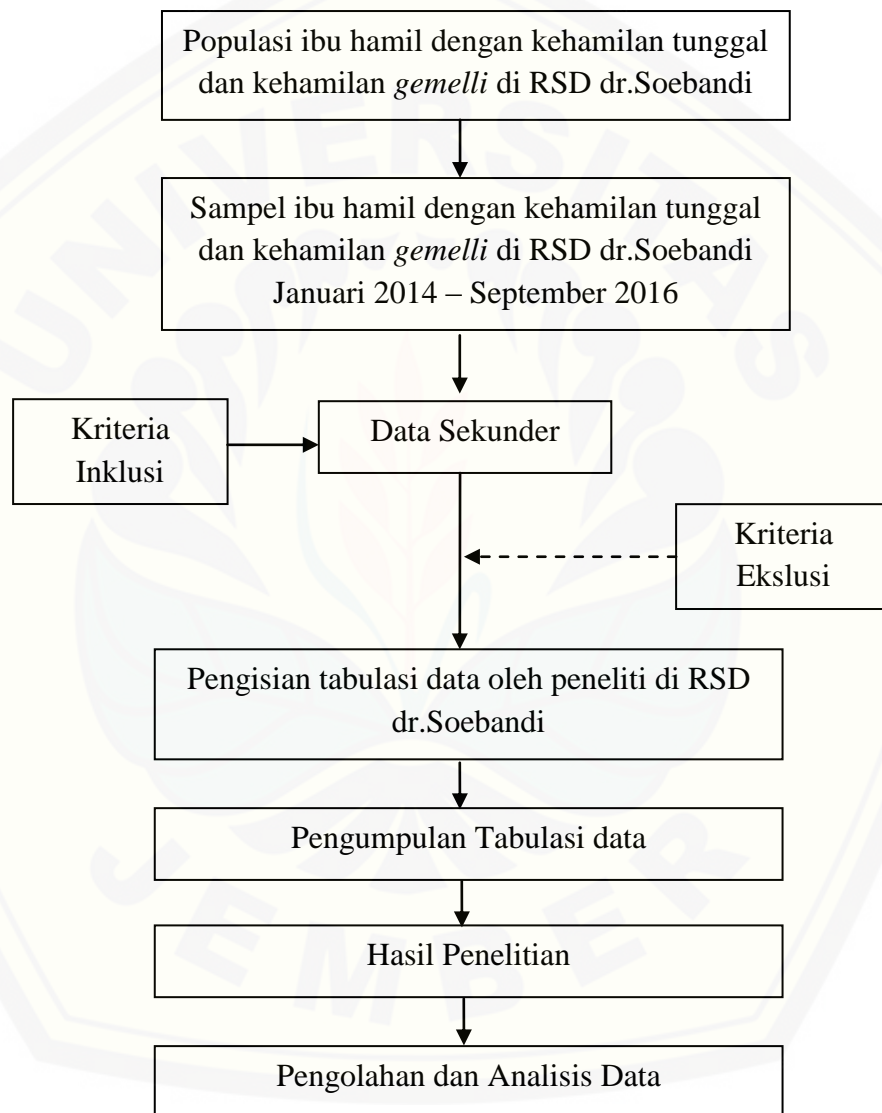 Populasi ibu hamil dengan kehamilan tunggal
dan kehamilan gemelli di RSD dr.Soebandi
Sampel ibu hamil dengan kehamilan tunggal
dan kehamilan gemelli di RSD dr.Soebandi
Januari 2014 – September 2016
Kriteria
Inklusi
Data Sekunder
Kriteria
Ekslusi
Pengisian tabulasi data oleh peneliti di RSD
dr.Soebandi
Pengumpulan Tabulasi data
Hasil Penelitian
Pengolahan dan Analisis Data
UNIVERSITAS
JEMBER